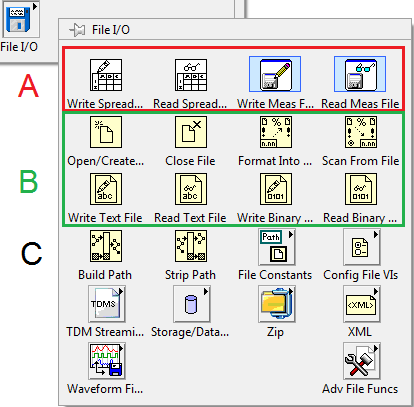 File I/O
File I/O
A
Write Spread... Read Spread... Write Meas F... Read Meas File
Open/Create... Close File Format Into ... Scan From File
B
Write Text File Read Text File Write Binary ... Read Binary ...
C
Build Path Strip Path File Constants Config File VIs
TDM Streami... Storage/Data... Zip XML
Waveform Fi... Adv File Funcs